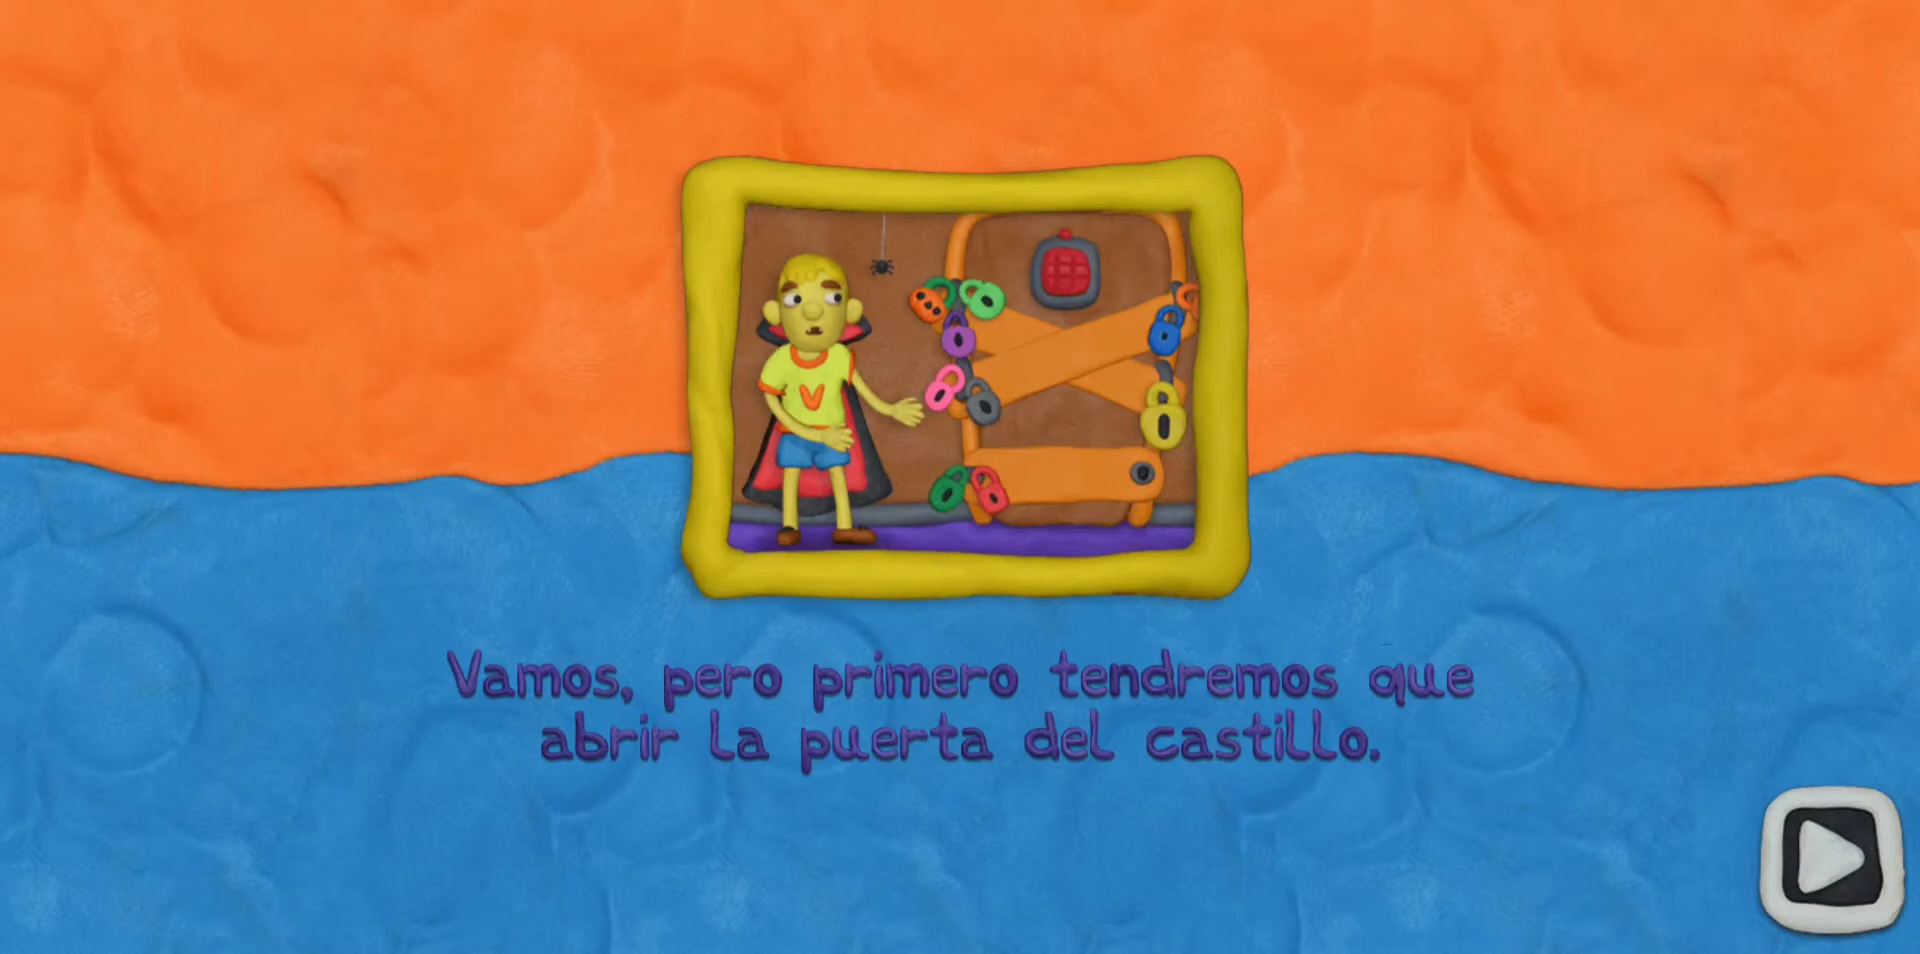 V
Vamos, pero primero tendremos que
abrir la puerta del castillo.